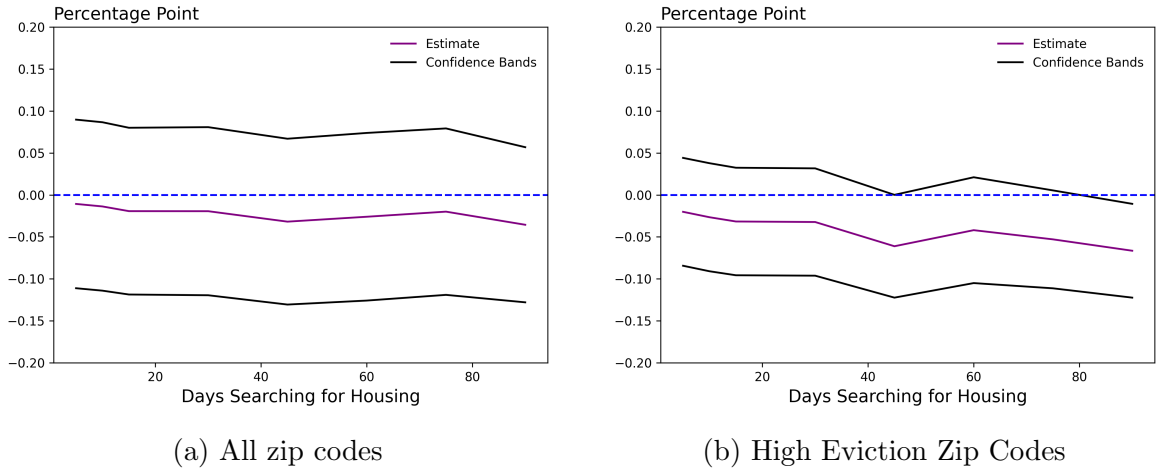 Percentage Point
0.20
0.15
0.10
0.05
0.00
−0.05
−0.10
−0.15
−0.20
Estimate
Confidence Bands
20
40
60
80
Days Searching for Housing
(a) All zip codes
Percentage Point
0.20
0.15
0.10
0.05
0.00
−0.05
−0.10
−0.15
−0.20
Estimate
Confidence Bands
20
40
60
80
Days Searching for Housing
(b) High Eviction Zip Codes